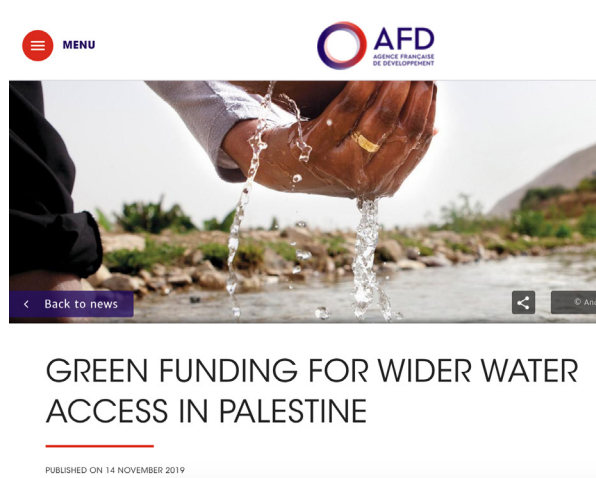 MENU
AFD
AGENCE FRANÇAISE
DE DÉVELOPPEMENT
Back to news
GREEN FUNDING FOR WIDER WATER
ACCESS IN PALESTINE
PUBLISHED ON 14 NOVEMBER 2019